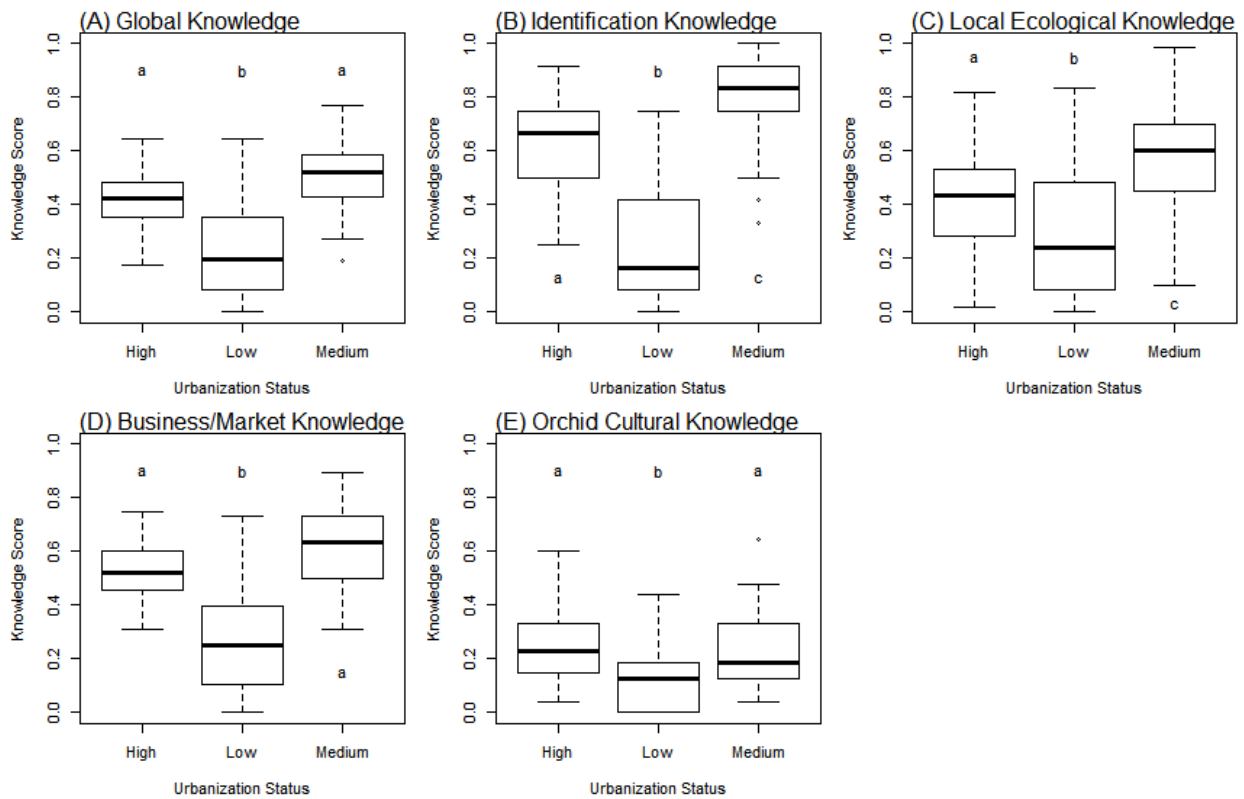 (A) Global Knowledge
Knowledge Score
0.0 0.2 0.4 0.6 0.8 1.0
a b a
High Low Medium
Urbanization Status
(B) Identification Knowledge
Knowledge Score
0.0 0.2 0.4 0.6 0.8 1.0
b
a c
High Low Medium
Urbanization Status
(C) Local Ecological Knowledge
Knowledge Score
0.0 0.2 0.4 0.6 0.8 1.0
a b
c
High Low Medium
Urbanization Status
(D) Business/Market Knowledge
Knowledge Score
0.0 0.2 0.4 0.6 0.8 1.0
a b
a
High Low Medium
Urbanization Status
(E) Orchid Cultural Knowledge
Knowledge Score
0.0 0.2 0.4 0.6 0.8 1.0
a b a
High Low Medium
Urbanization Status